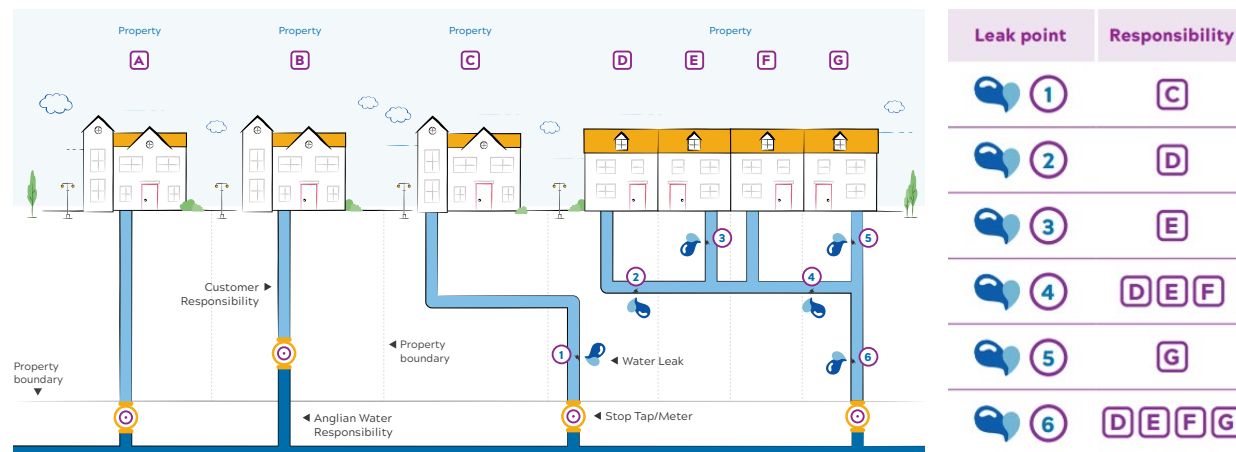 Property Property Property Property
A B C D E F G
3 5
2 4
Customer
Responsibility
Property
boundary
1 Water Leak 6
Property
boundary
Anglian Water
Responsibility
Stop Tap/Meter
Leak point Responsibility
1 C
2 D
3 E
4 D E F
5 G
6 D E F G